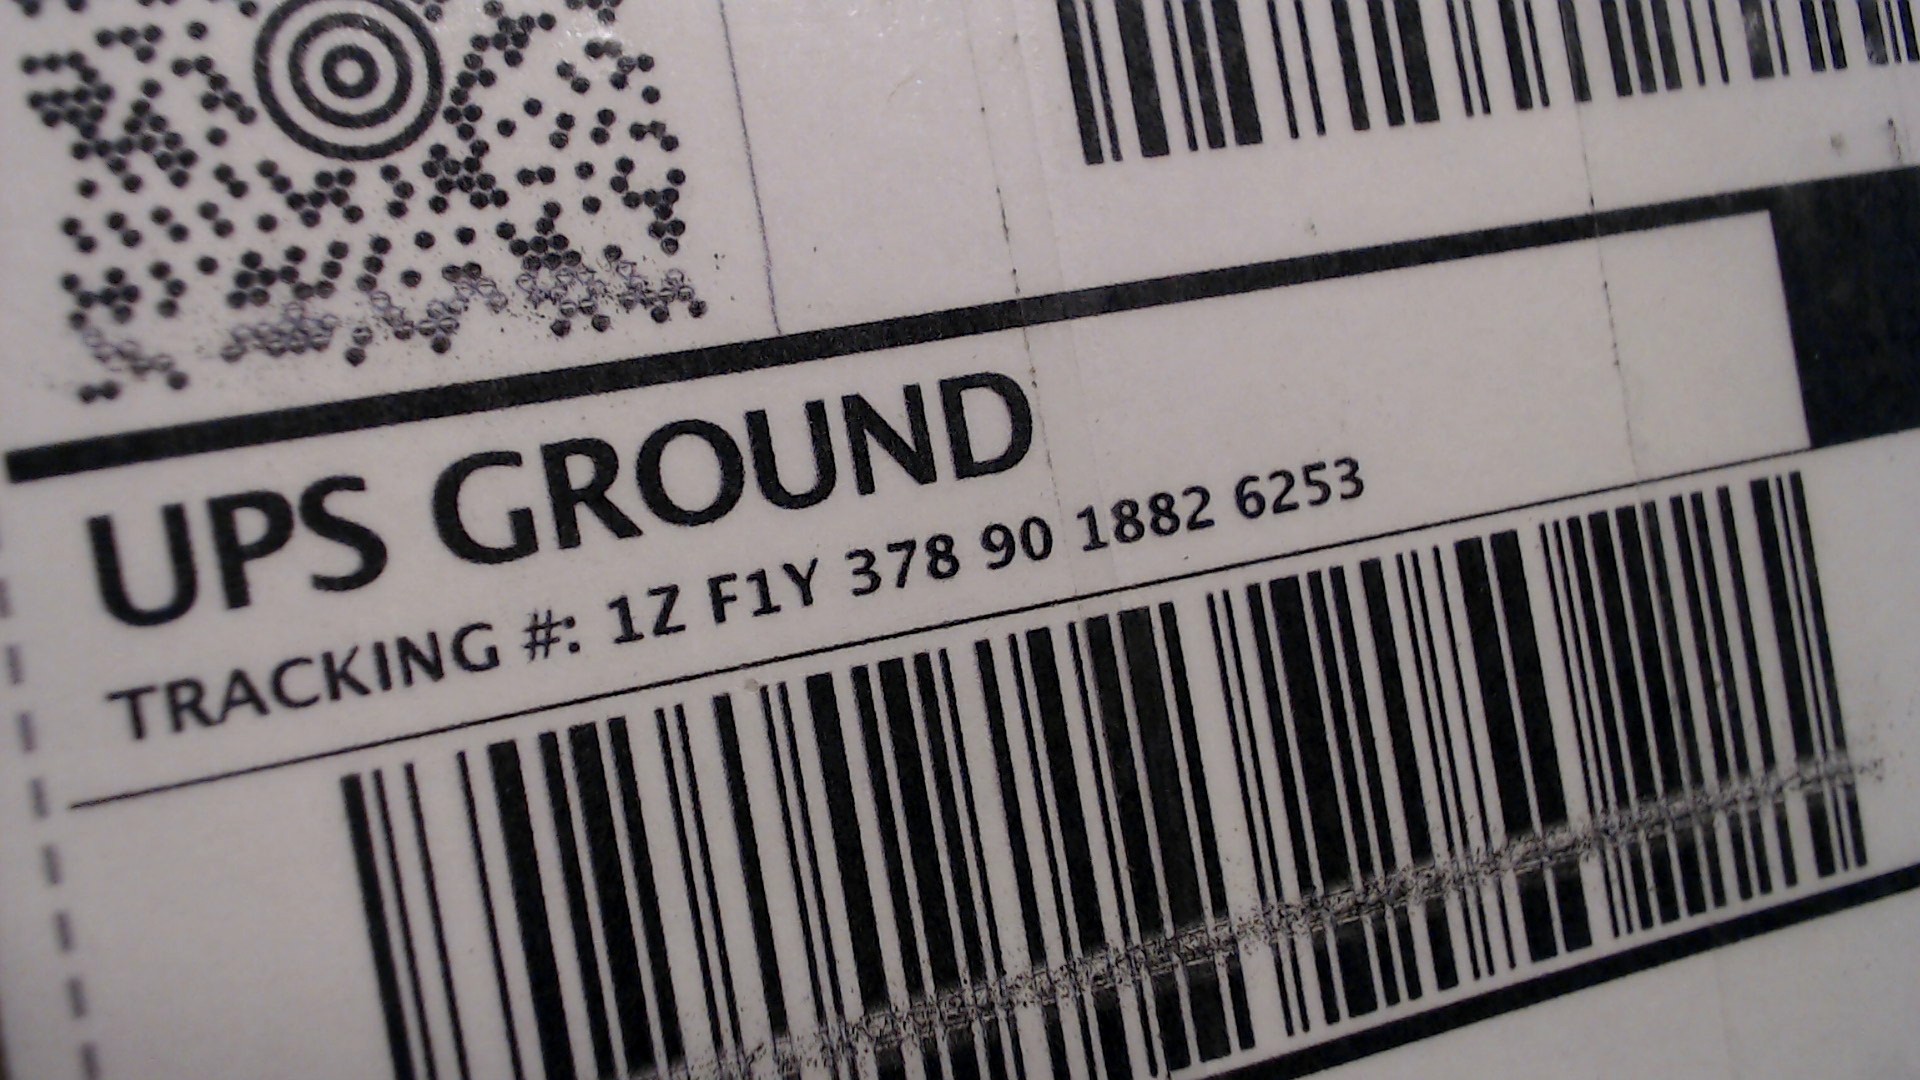 UPS GROUND
TRACKING #: 1Z F1Y 378 90 1882 6253